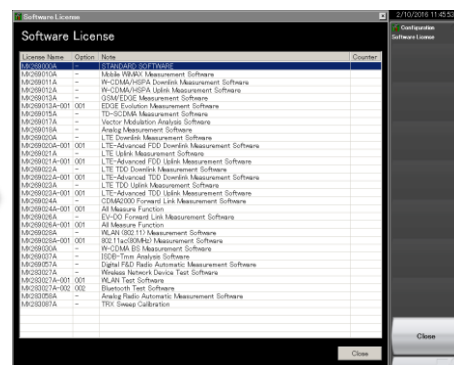 Software License
2/10/2016 11:45:53
Configuration
Software License
Software License
License Name Option Note Counter
MX269000A - STANDARD SOFTWARE
MX269010A - Mobile WiMAX Measurement Software
MX269011A - W-CDMA/HSPA Downlink Measurement Software
MX269012A - W-CDMA/HSPA Uplink Measurement Software
MX269013A - GSM/EDGE Measurement Software
MX269013A-001 001 EDGE Evolution Measurement Software
MX269015A - TD-SCDMA Measurement Software
MX269017A - Vector Modulation Analysis Software
MX269018A - Analog Measurement Software
MX269020A - LTE Downlink Measurement Software
MX269020A-001 001 LTE-Advanced FDD Downlink Measurement Software
MX269021A - LTE Uplink Measurement Software
MX269021A-001 001 LTE-Advanced FDD Uplink Measurement Software
MX269022A - LTE TDD Downlink Measurement Software
MX269022A-001 001 LTE-Advanced TDD Downlink Measurement Software
MX269023A - LTE TDD Uplink Measurement Software
MX269023A-001 001 LTE-Advanced TDD Uplink Measurement Software
MX269024A - CDMA2000 Forward Link Measurement Software
MX269024A-001 001 All Measure Function
MX269026A - EV-DO Forward Link Measurement Software
MX269026A-001 001 All Measure Function
MX269028A - WLAN (802.11) Measurement Software
MX269028A-001 001 802.11ac(80MHz) Measurement Software
MX269030A - W-CDMA BS Measurement Software
MX269037A - ISDB-Tmm Analysis Software
MX269057A - Digital F&D Radio Automatic Measurement Software
MX283027A - Wireless Network Device Test Software
MX283027A-001 001 WLAN Test Software
MX283027A-002 002 Bluetooth Test Software
MX283058A - Analog Radio Automatic Measurement Software
MX283087A - TRX Sweep Calibration
Close
Close